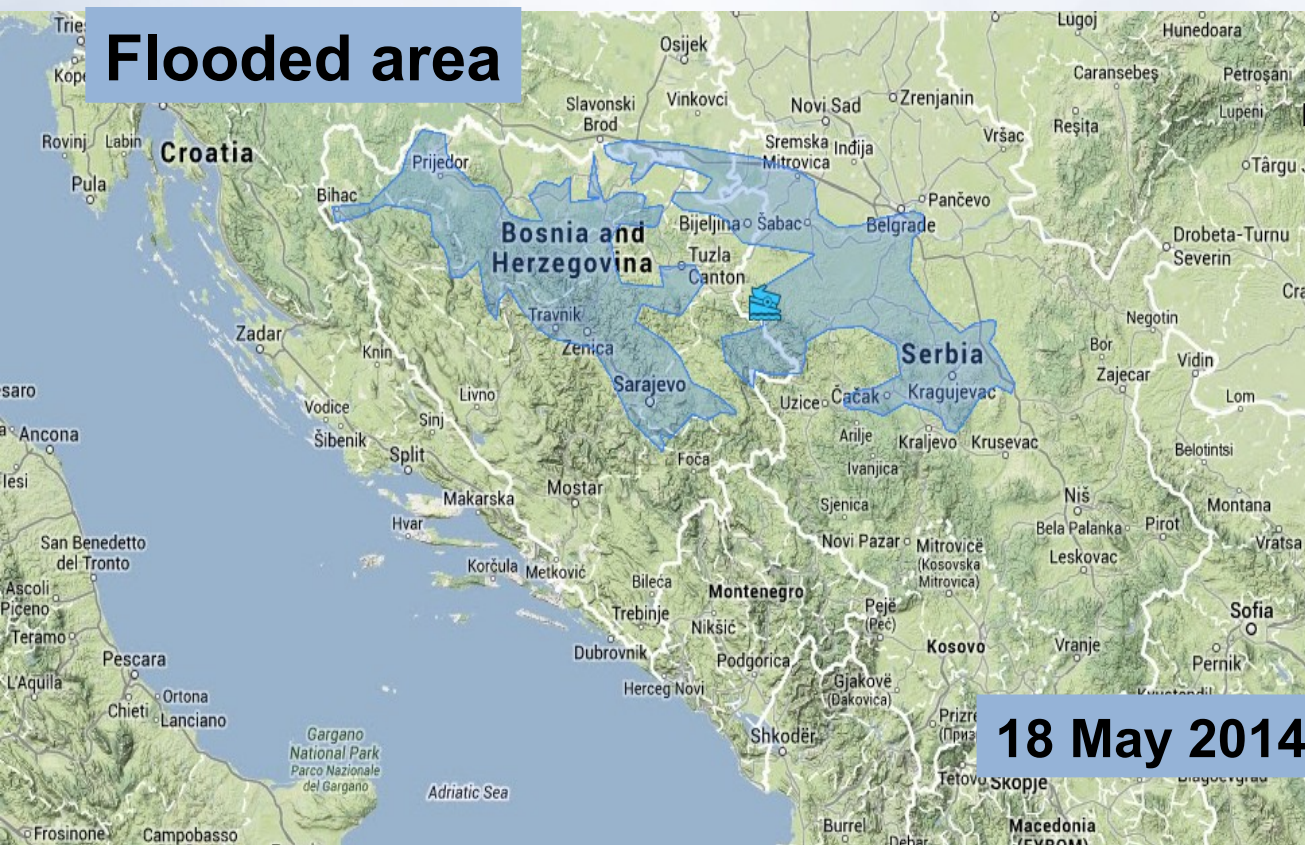 Flooded area
18 May 2014
Lugoj
Hunedoara
Osijek
Caransebeş
Petroşani
Slavonski
Brod
Vinkovci
Novi Sad
Zrenjanin
Lupeni
Rovinj
Labin
Croatia
Prijedor
Sremska
Mitrovica
Inđija
Vršac
Reşița
Pula
Bihac
Pančevo
Bosnia and
Herzegovina
Bijeljina
Šabac
Belgrade
Drobeta-Turnu
Severin
Tuzla
Canton
Travnik
Zenica
Zadar
Knin
Negotin
Bor
Vidin
Serbia
Zajecar
Sarajevo
Livno
Uzice
Čačak
Kragujevac
Lom
Ancona
Vodice
Šibenik
Sinj
Split
Arilje
Kraljevo
Krusevac
Belotintsi
Iesi
Foča
Ivanjica
Makarska
Mostar
Sjenica
Niš
Montana
Hvar
Bela Palanka
Pirot
San Benedetto
del Tronto
Novi Pazar
Mitrovicë
(Kosovska
Mitrovica)
Leskovac
Vratsa
Korčula
Metković
Bileća
Montenegro
Ascoli
Piceno
Trebinje
Nikšić
Pejë
(Peć)
Sofia
Teramo
Kosovo
Vranje
Dubrovnik
Podgorica
Pernik
Pescara
L'Aquila
Herceg Novi
Gjakovë
(Đakovica)
Chieti
Ortona
Lanciano
Gargano
National Park
Parco Nazionale
del Gargano
Shkodër
Tetovo
Skopje
Adriatic Sea
Frosinone
Campobasso
Burrel
Macedonia